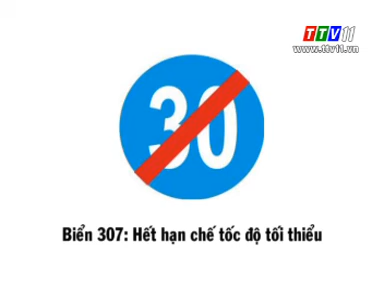 TTV11
www.ttv11.vn
30
Biển 307: Hết hạn chế tốc độ tối thiểu